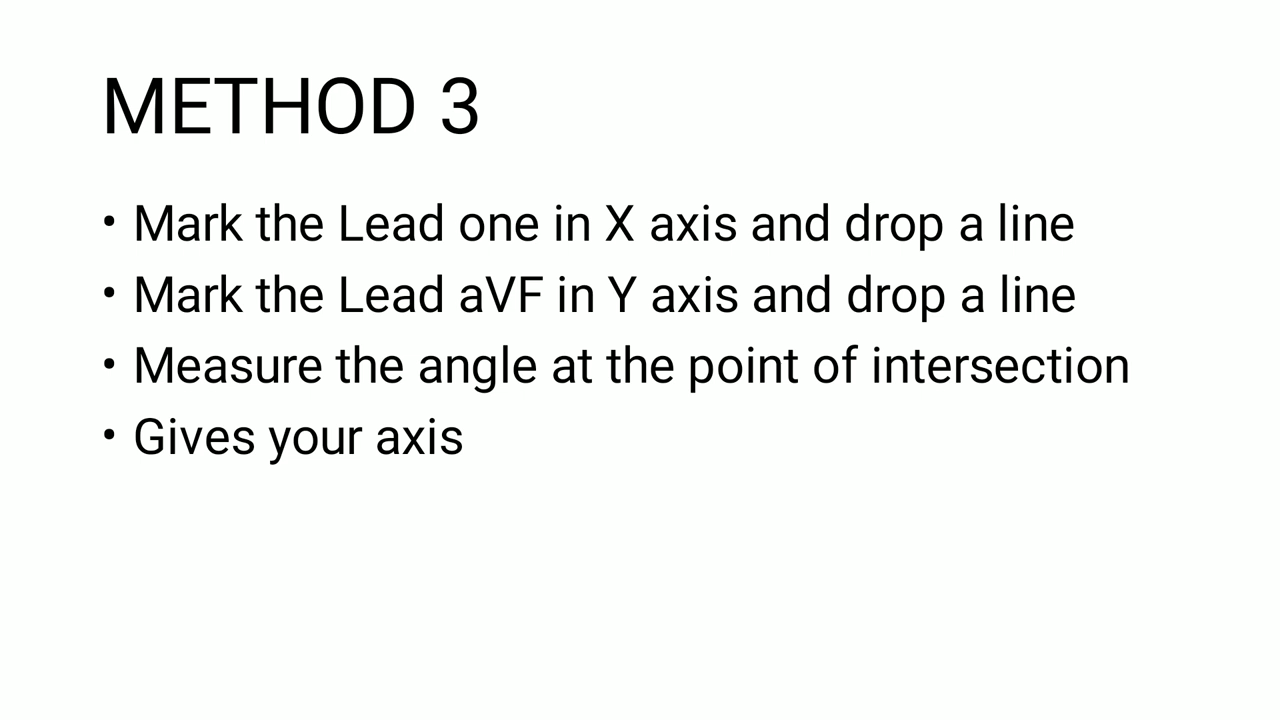 METHOD 3
• Mark the Lead one in X axis and drop a line
• Mark the Lead aVF in Y axis and drop a line
• Measure the angle at the point of intersection
• Gives your axis